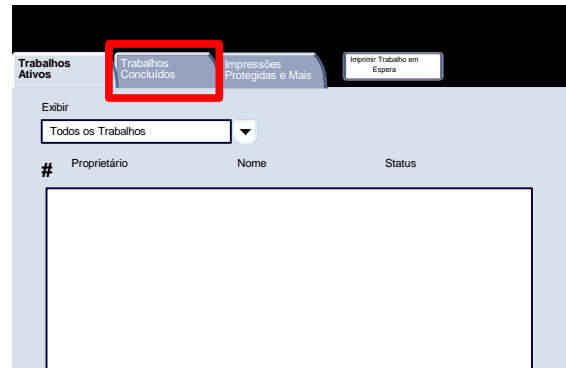 Trabalhos
Ativos
Trabalhos
Concluídos
Impressões
Protegidas e Mais
Imprimir Trabalho em
Espera
Exibir
Todos os Trabalhos
# Proprietário Nome Status